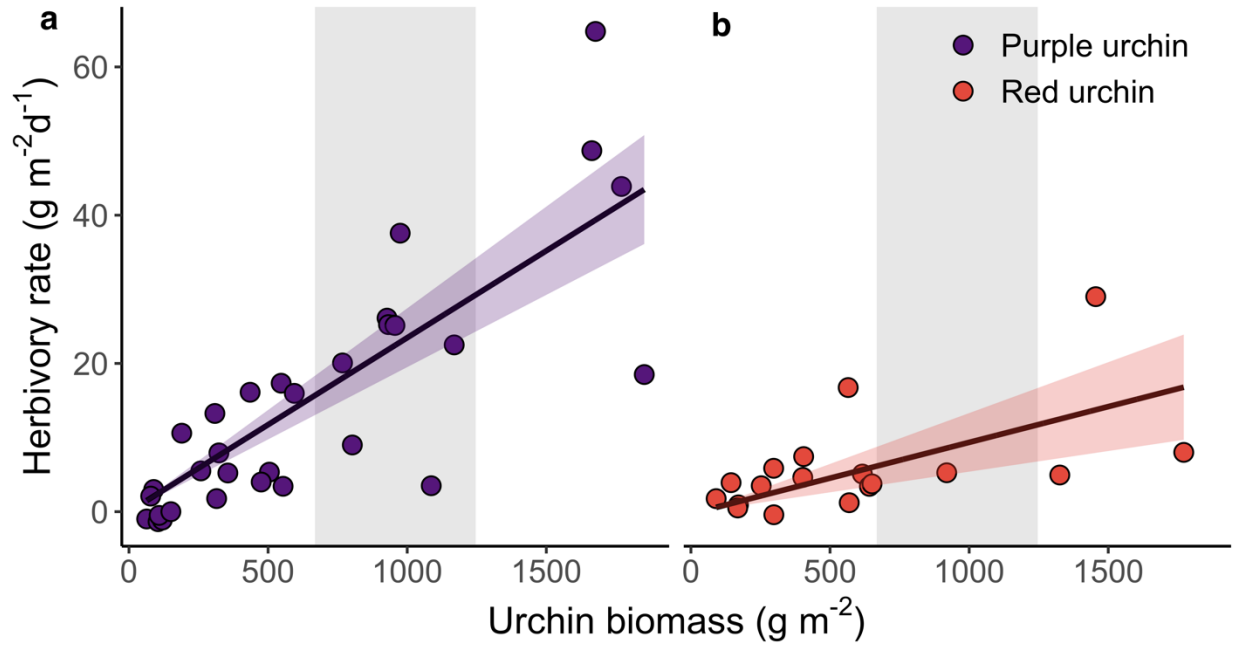 a
b
Purple urchin
Red urchin
Herbivory rate (g m⁻²d⁻¹)
60
40
20
0
0 500 1000 1500
0 500 1000 1500
Urchin biomass (g m⁻²)